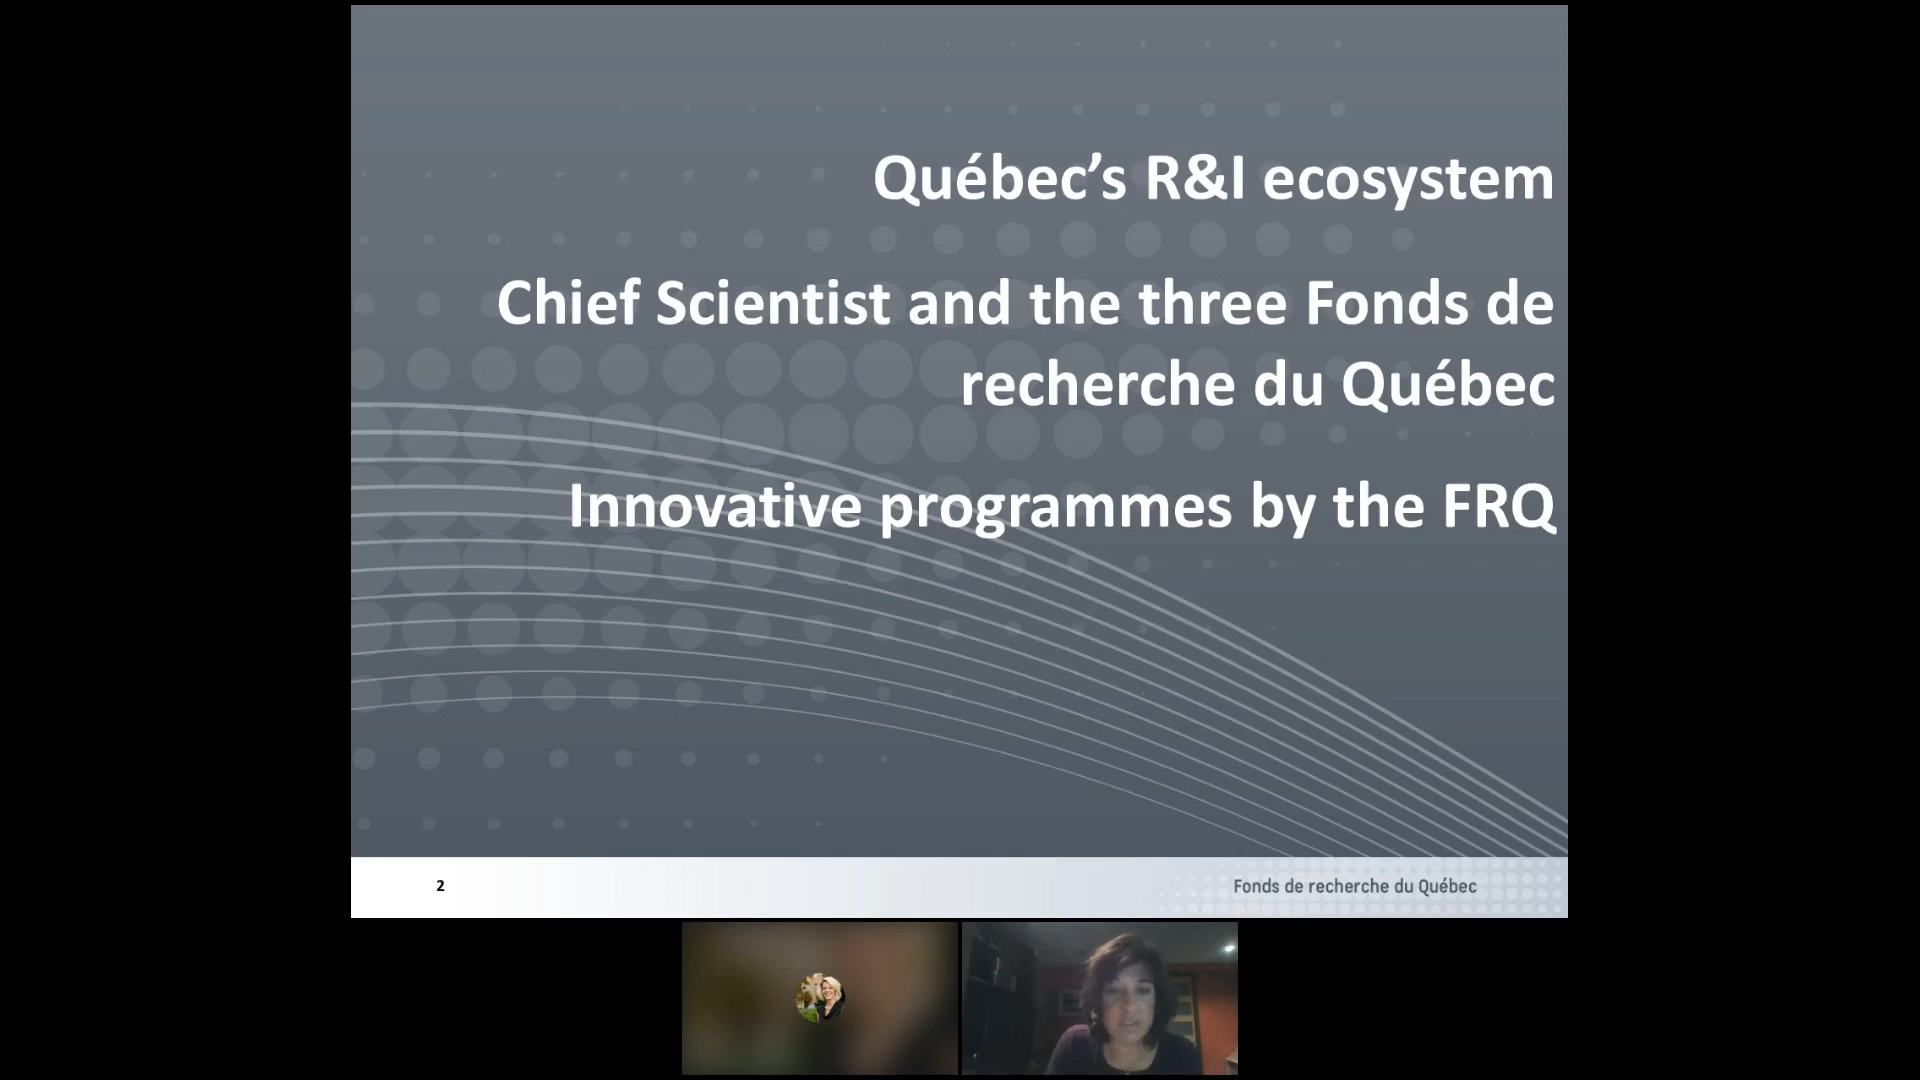 Québec’s R&I ecosystem
Chief Scientist and the three Fonds de
recherche du Québec
Innovative programmes by the FRQ
2
Fonds de recherche du Québec